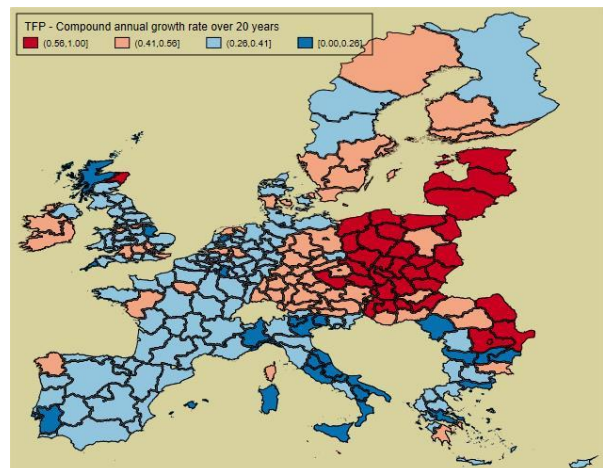 TFP - Compound annual growth rate over 20 years
(0.56,1.00] (0.41,0.56] (0.26,0.41] [0.00,0.26]